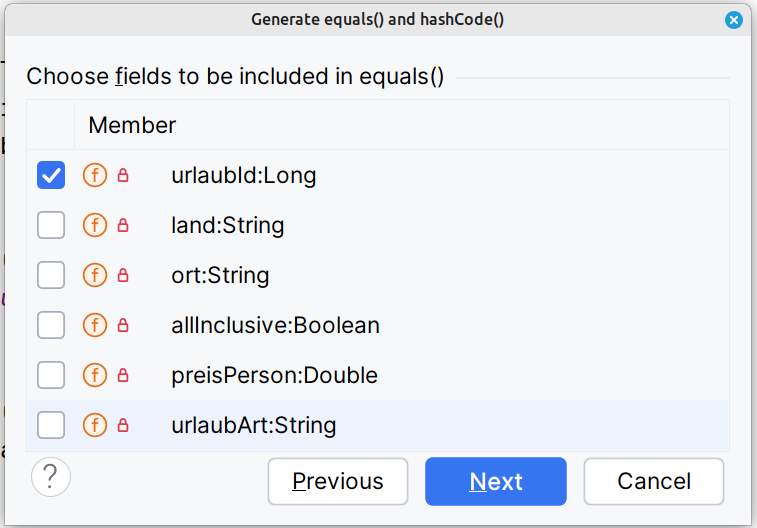 Generate equals() and hashCode()
Choose fields to be included in equals()
Member
f urlaubId:Long
f land:String
f ort:String
f allInclusive:Boolean
f preisPerson:Double
f urlaubArt:String
? Previous Next Cancel